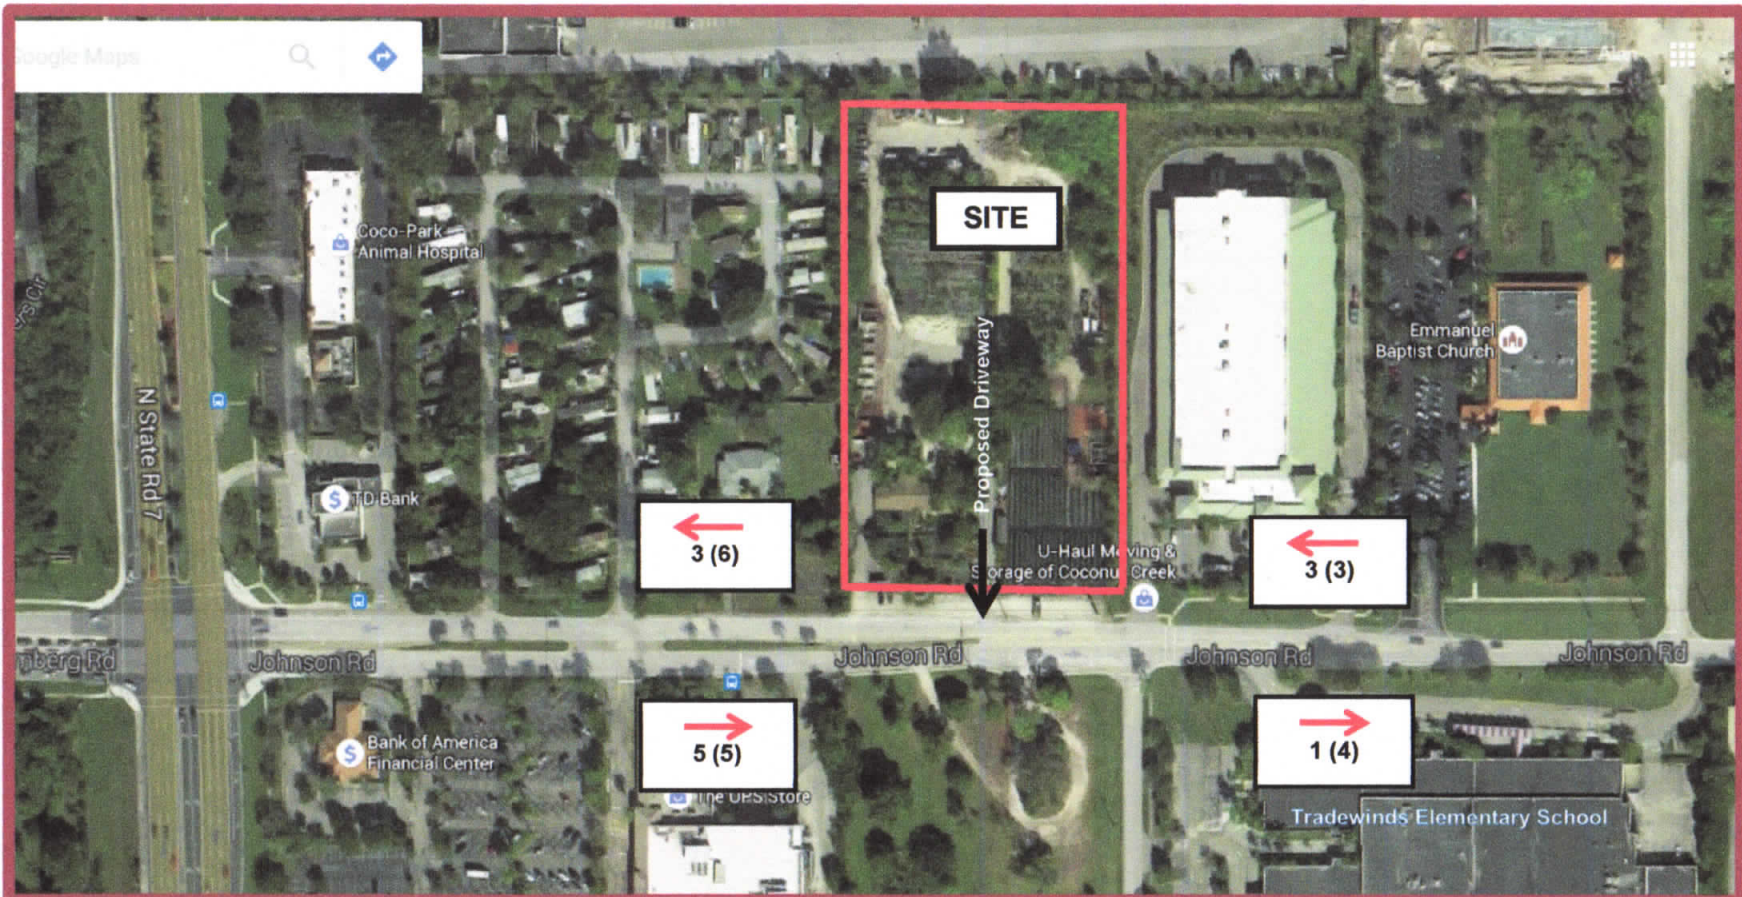 Google Maps
Alan
SITE
Coco-Park
Animal Hospital
Emmanuel
Baptist Church
Proposed Driveway
N State Rd 7
TD Bank
3 (6)
3 (3)
U-Haul Moving &
Storage of Coconut Creek
Johnson Rd
Johnson Rd
Johnson Rd
Johnson Rd
5 (5)
1 (4)
Bank of America
Financial Center
The UPS Store
Tradewinds Elementary School